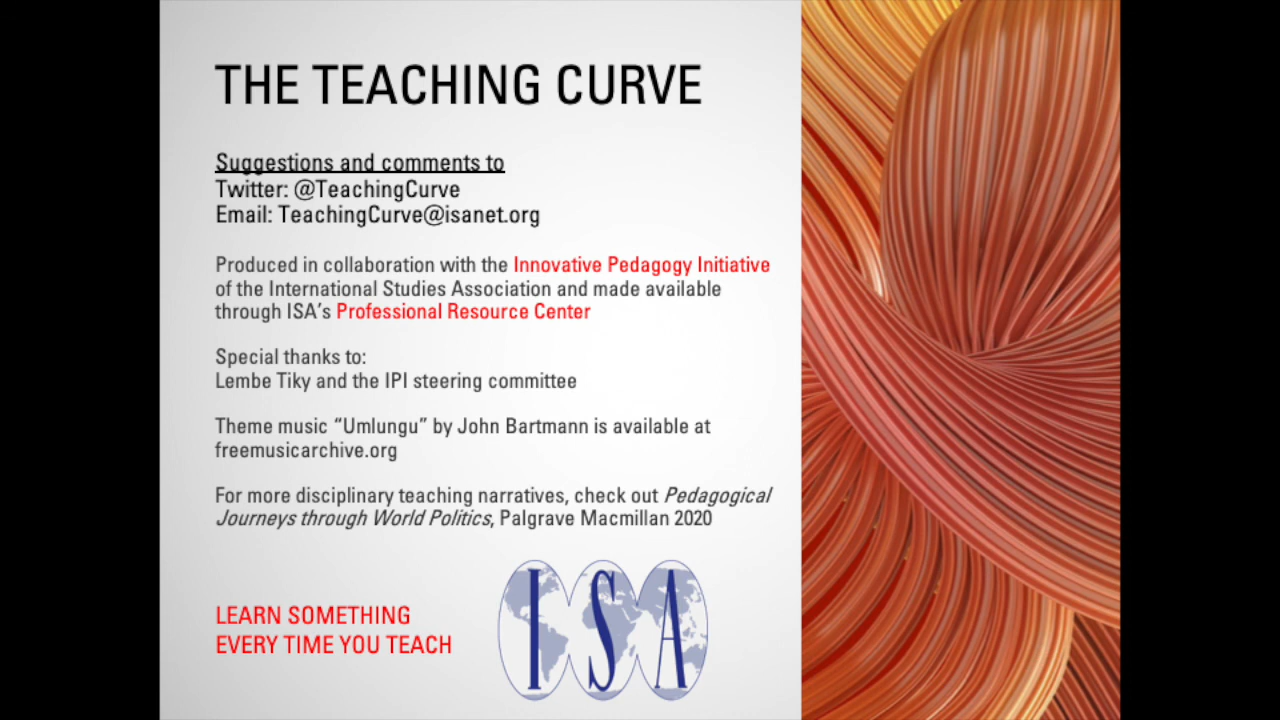 THE TEACHING CURVE
Suggestions and comments to
Twitter: @TeachingCurve
Email: TeachingCurve@isanet.org
Produced in collaboration with the Innovative Pedagogy Initiative
of the International Studies Association and made available
through ISA’s Professional Resource Center
Special thanks to:
Lembe Tiky and the IPI steering committee
Theme music “Umlungu” by John Bartmann is available at
freemusicarchive.org
For more disciplinary teaching narratives, check out Pedagogical
Journeys through World Politics, Palgrave Macmillan 2020
LEARN SOMETHING
EVERY TIME YOU TEACH
ISA